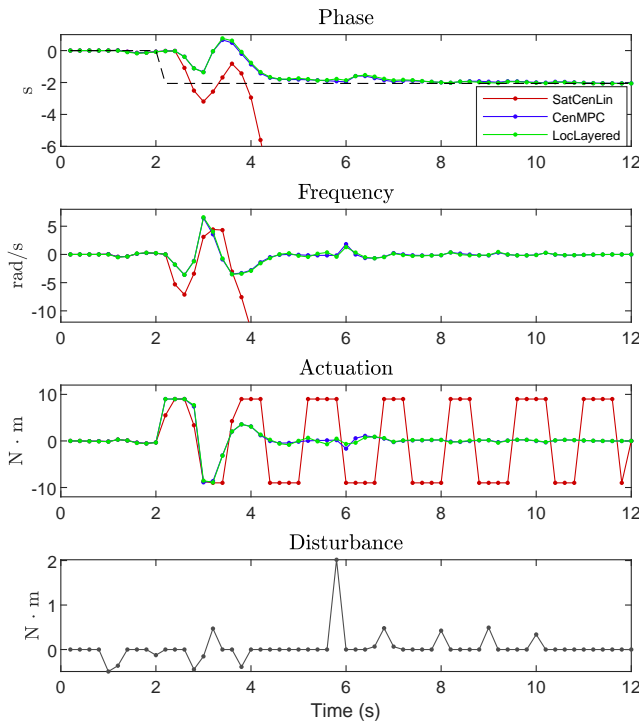 Phase
0
-2
-4
-6
s
SatCenLin
CenMPC
LocLayered
0 2 4 6 8 10 12
Frequency
5
0
-5
-10
rad/s
0 2 4 6 8 10 12
Actuation
10
0
-10
N · m
0 2 4 6 8 10 12
Disturbance
2
1
0
N · m
0 2 4 6 8 10 12
Time (s)